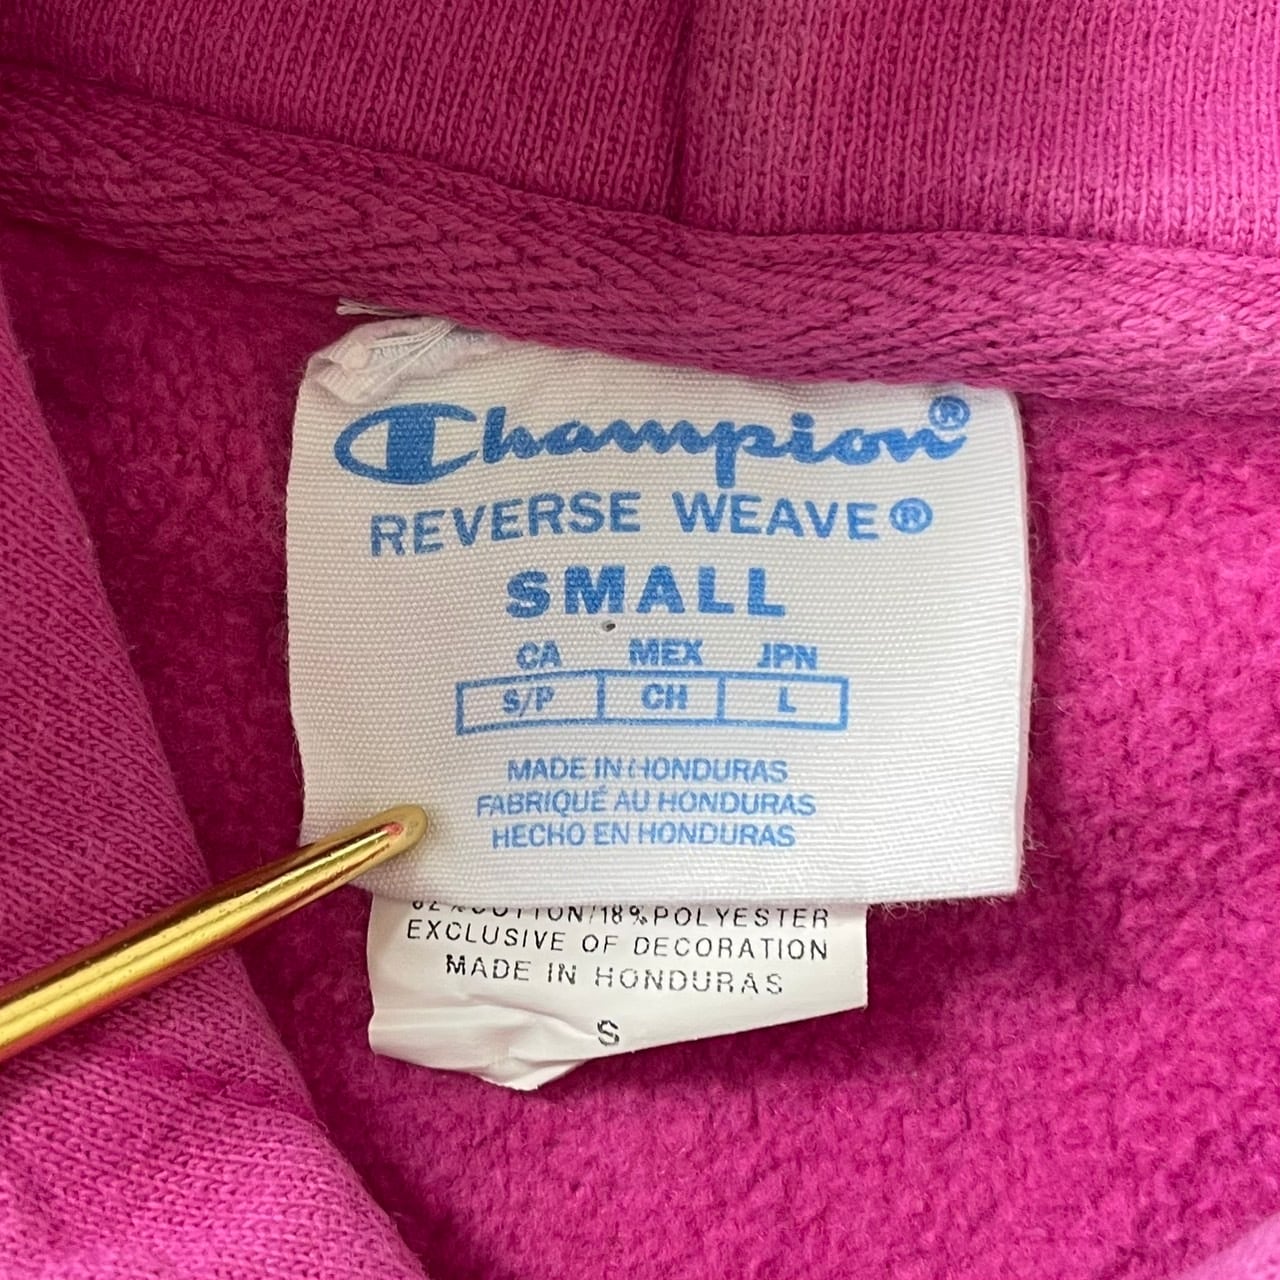 Champion®
REVERSE WEAVE®
SMALL
CA MEX JPN
S/P CH L
MADE IN HONDURAS
FABRIQUÉ AU HONDURAS
HECHO EN HONDURAS
82% COTTON/18% POLYESTER
EXCLUSIVE OF DECORATION
MADE IN HONDURAS
S